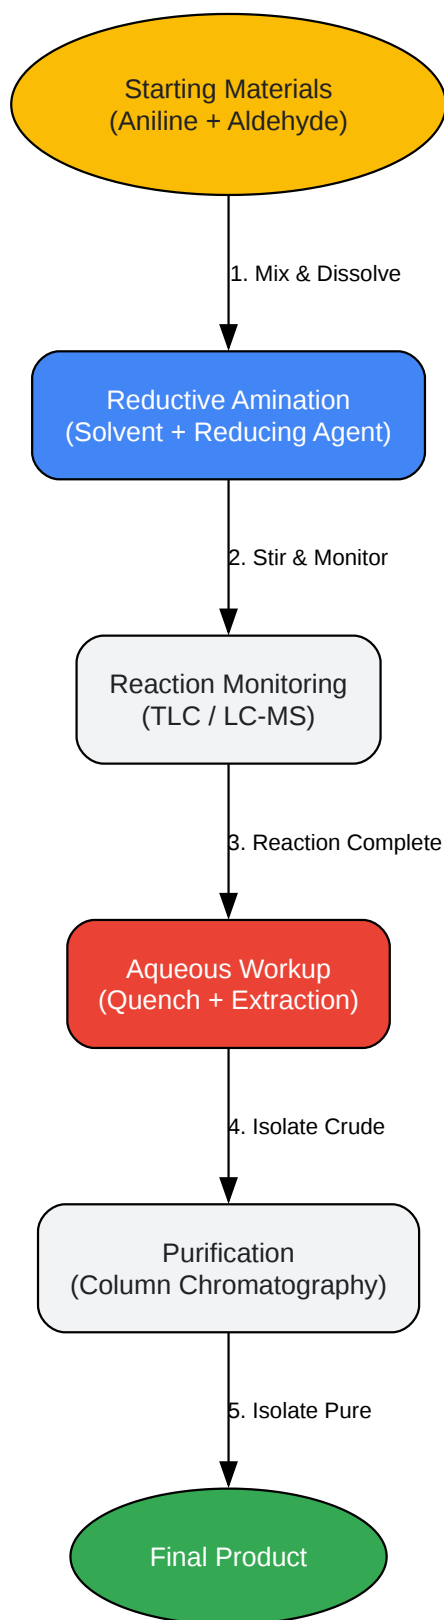 Starting Materials
(Aniline + Aldehyde)
1. Mix & Dissolve
Reductive Amination
(Solvent + Reducing Agent)
2. Stir & Monitor
Reaction Monitoring
(TLC / LC-MS)
3. Reaction Complete
Aqueous Workup
(Quench + Extraction)
4. Isolate Crude
Purification
(Column Chromatography)
5. Isolate Pure
Final Product